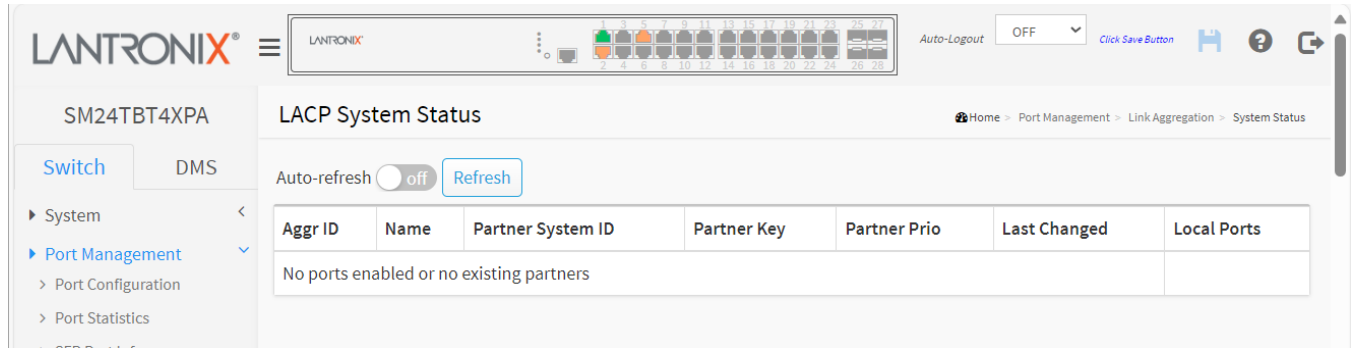 LANTRONIX®
LANTRONIX
1 3 5 7 9 11 13 15 17 19 21 23 25 27
2 4 6 8 10 12 14 16 18 20 22 24 26 28
Auto-Logout OFF Click Save Button
SM24TBT4XPA
LACP System Status
Home > Port Management > Link Aggregation > System Status
Switch DMS
Auto-refresh off Refresh
System
Aggr ID Name Partner System ID Partner Key Partner Prio Last Changed Local Ports
Port Management
No ports enabled or no existing partners
> Port Configuration
> Port Statistics